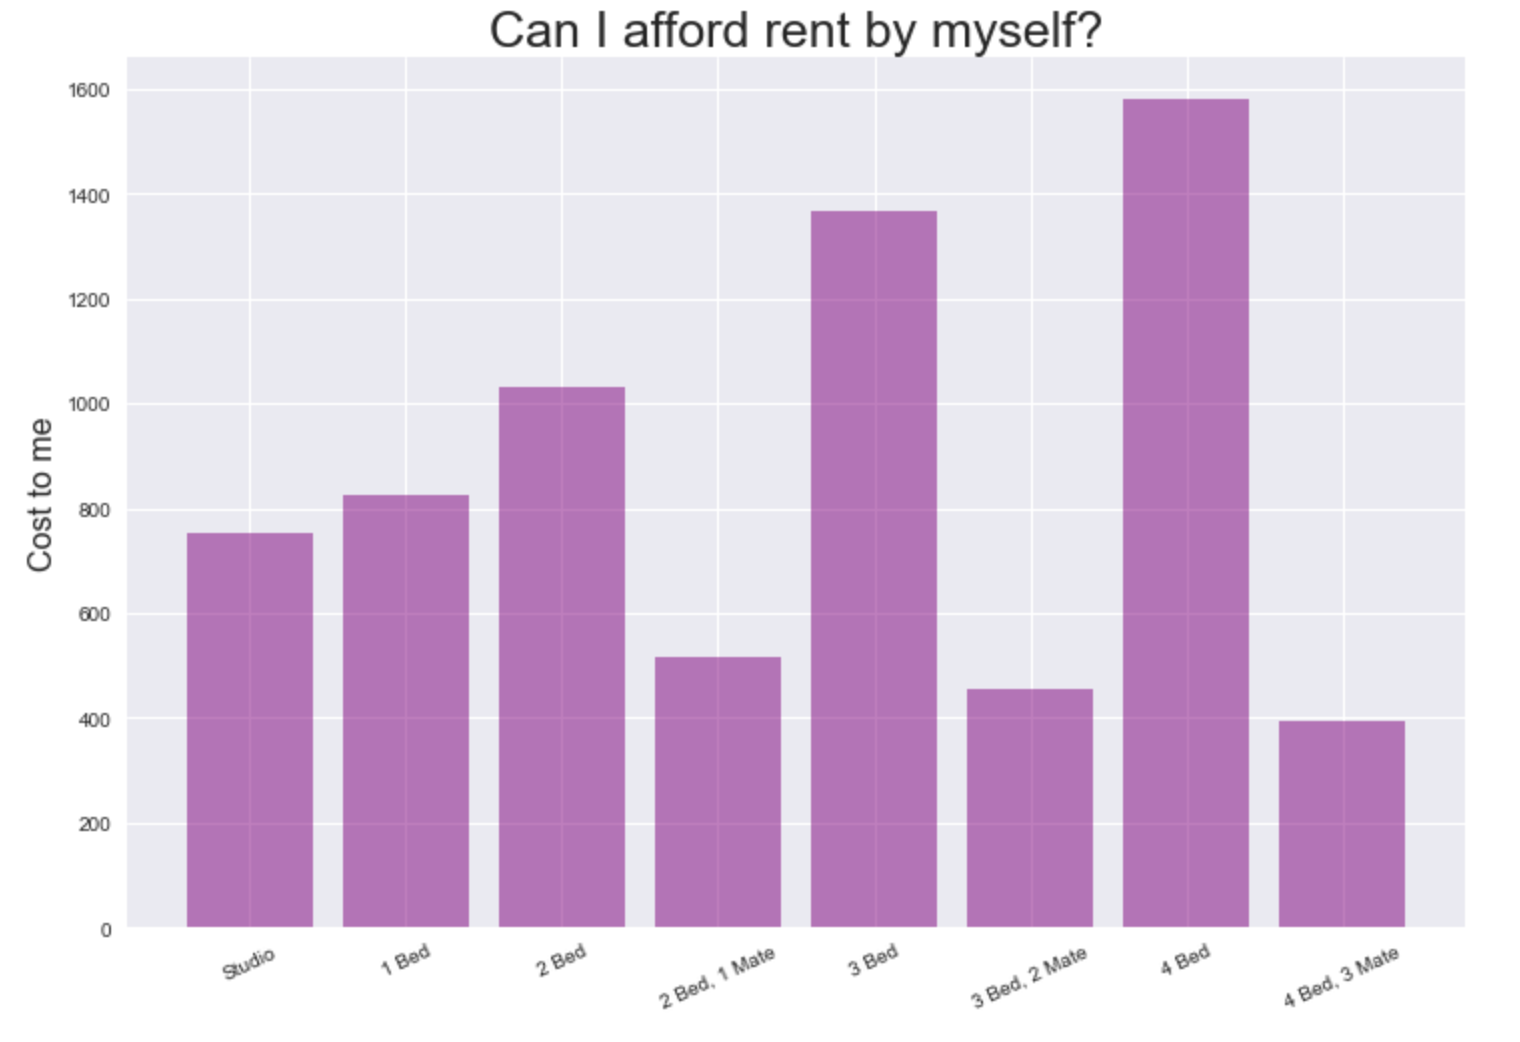 Can I afford rent by myself?
Cost to me
1600
1400
1200
1000
800
600
400
200
0
Studio
1 Bed
2 Bed
2 Bed, 1 Mate
3 Bed
3 Bed, 2 Mate
4 Bed
4 Bed, 3 Mate